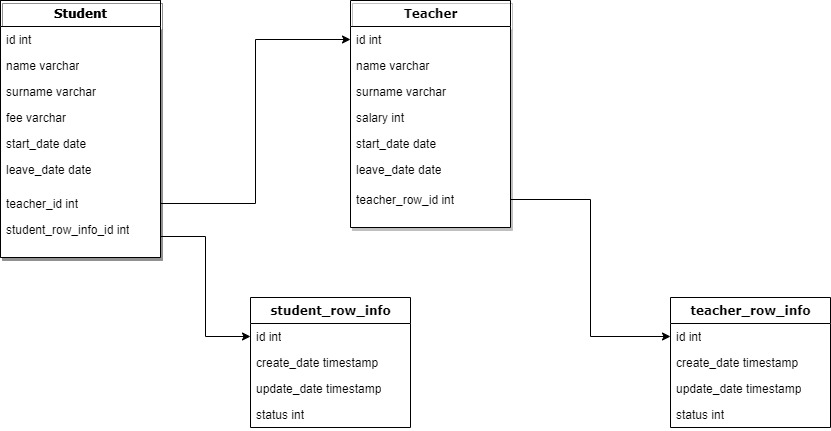 Student
id int
name varchar
surname varchar
fee varchar
start_date date
leave_date date
teacher_id int
student_row_info_id int
Teacher
id int
name varchar
surname varchar
salary int
start_date date
leave_date date
teacher_row_id int
student_row_info
id int
create_date timestamp
update_date timestamp
status int
teacher_row_info
id int
create_date timestamp
update_date timestamp
status int